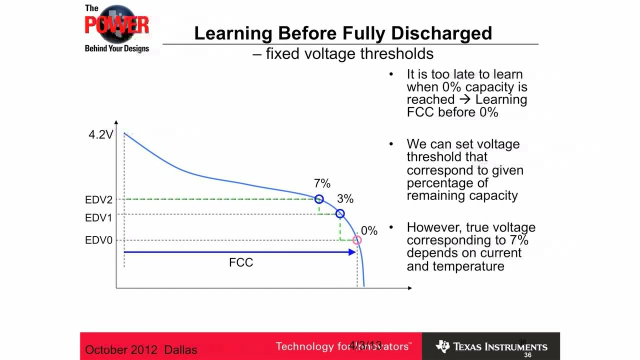 The
POWER
Behind Your Designs
Learning Before Fully Discharged
– fixed voltage thresholds
• It is too late to learn
when 0% capacity is
reached → Learning
FCC before 0%
• We can set voltage
threshold that
correspond to given
percentage of
remaining capacity
• However, true voltage
corresponding to 7%
depends on current
and temperature
4.2V
7%
EDV2
3%
EDV1
0%
EDV0
FCC
October 2012 Dallas
Technology for Innovators™
TEXAS INSTRUMENTS
36